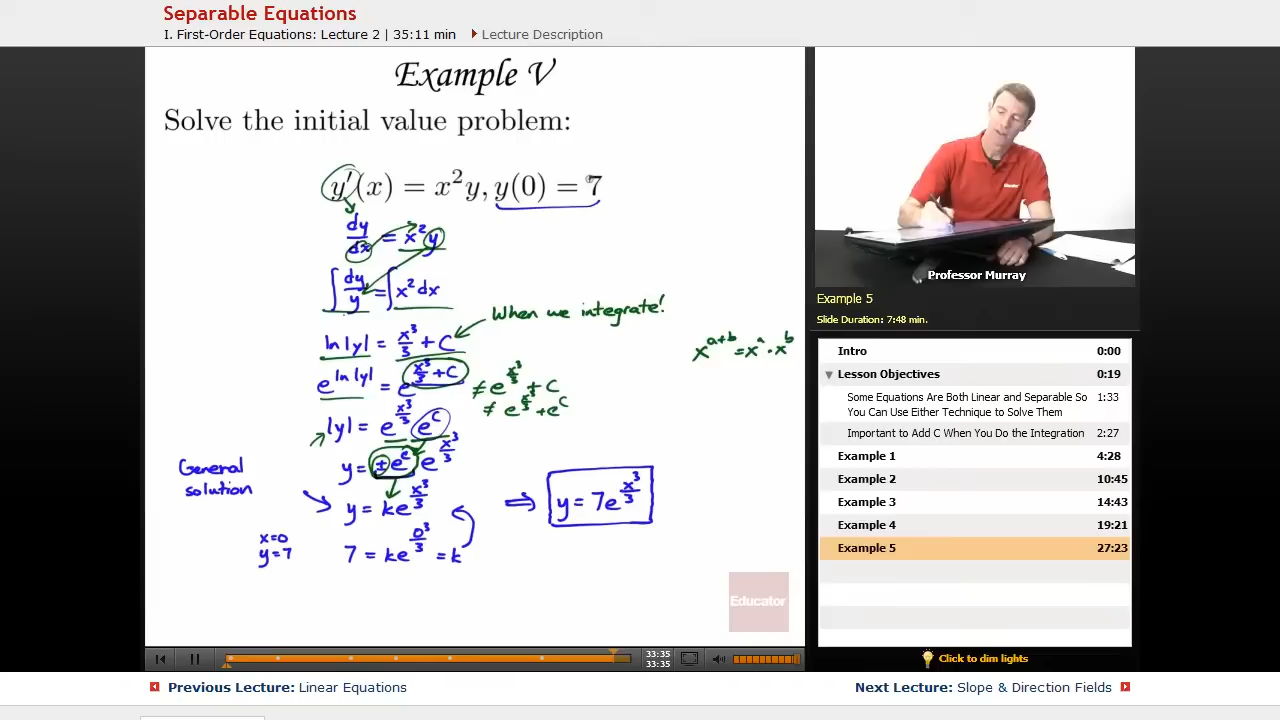 Separable Equations
I. First-Order Equations: Lecture 2 | 35:11 min
Lecture Description
Example V
Solve the initial value problem:
y'(x) = x²y, y(0) = 7
dy/dx = x²y
∫ dy/y = ∫ x² dx
When we integrate!
ln|y| = x³/3 + C
x^(a+b) = x^a · x^b
e^(ln|y|) = e^(x³/3 + C) ≠ e^(x³/3) + C
≠ e^(x³/3) + e^C
|y| = e^(x³/3) e^C
y = ±e^C e^(x³/3)
General
solution
y = ke^(x³/3) ⇒ y = 7e^(x³/3)
x=0
y=7
7 = ke^(0³/3) = k
Educator
Professor Murray
Example 5
Slide Duration: 7:48 min.
Intro 0:00
Lesson Objectives 0:19
Some Equations Are Both Linear and Separable So 1:33
You Can Use Either Technique to Solve Them
Important to Add C When You Do the Integration 2:27
Example 1 4:28
Example 2 10:45
Example 3 14:43
Example 4 19:21
Example 5 27:23
33:35
33:35
Click to dim lights
Previous Lecture: Linear Equations
Next Lecture: Slope & Direction Fields